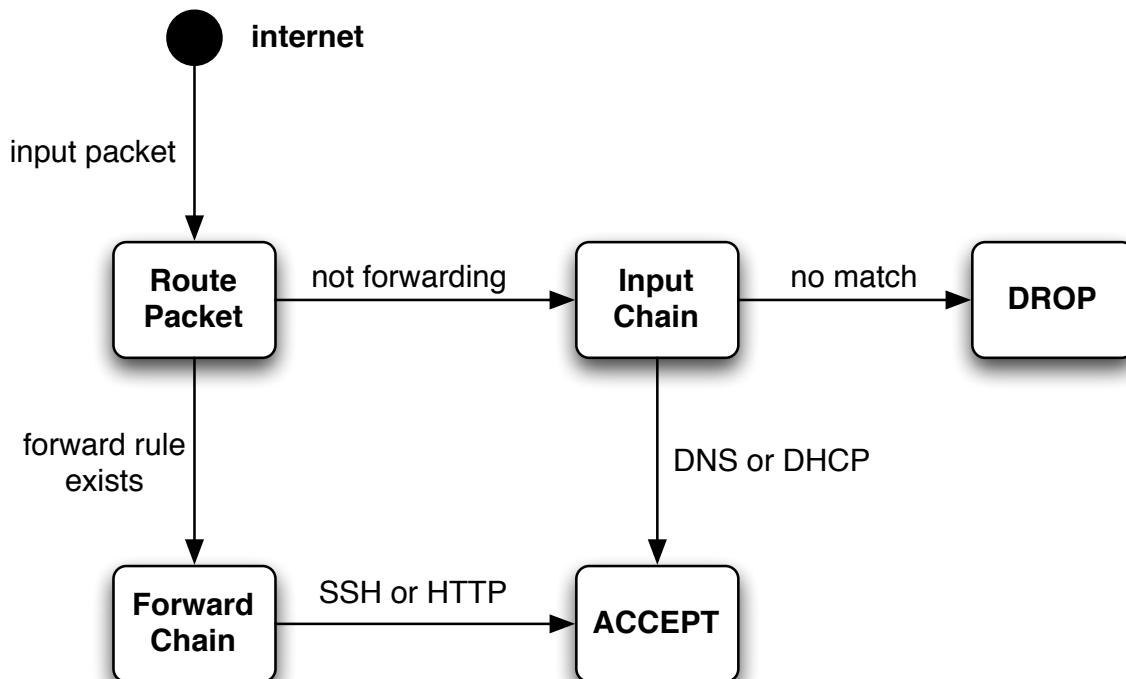 internet
input packet
Route
Packet
not forwarding
Input
Chain
no match
DROP
forward rule
exists
DNS or DHCP
Forward
Chain
SSH or HTTP
ACCEPT